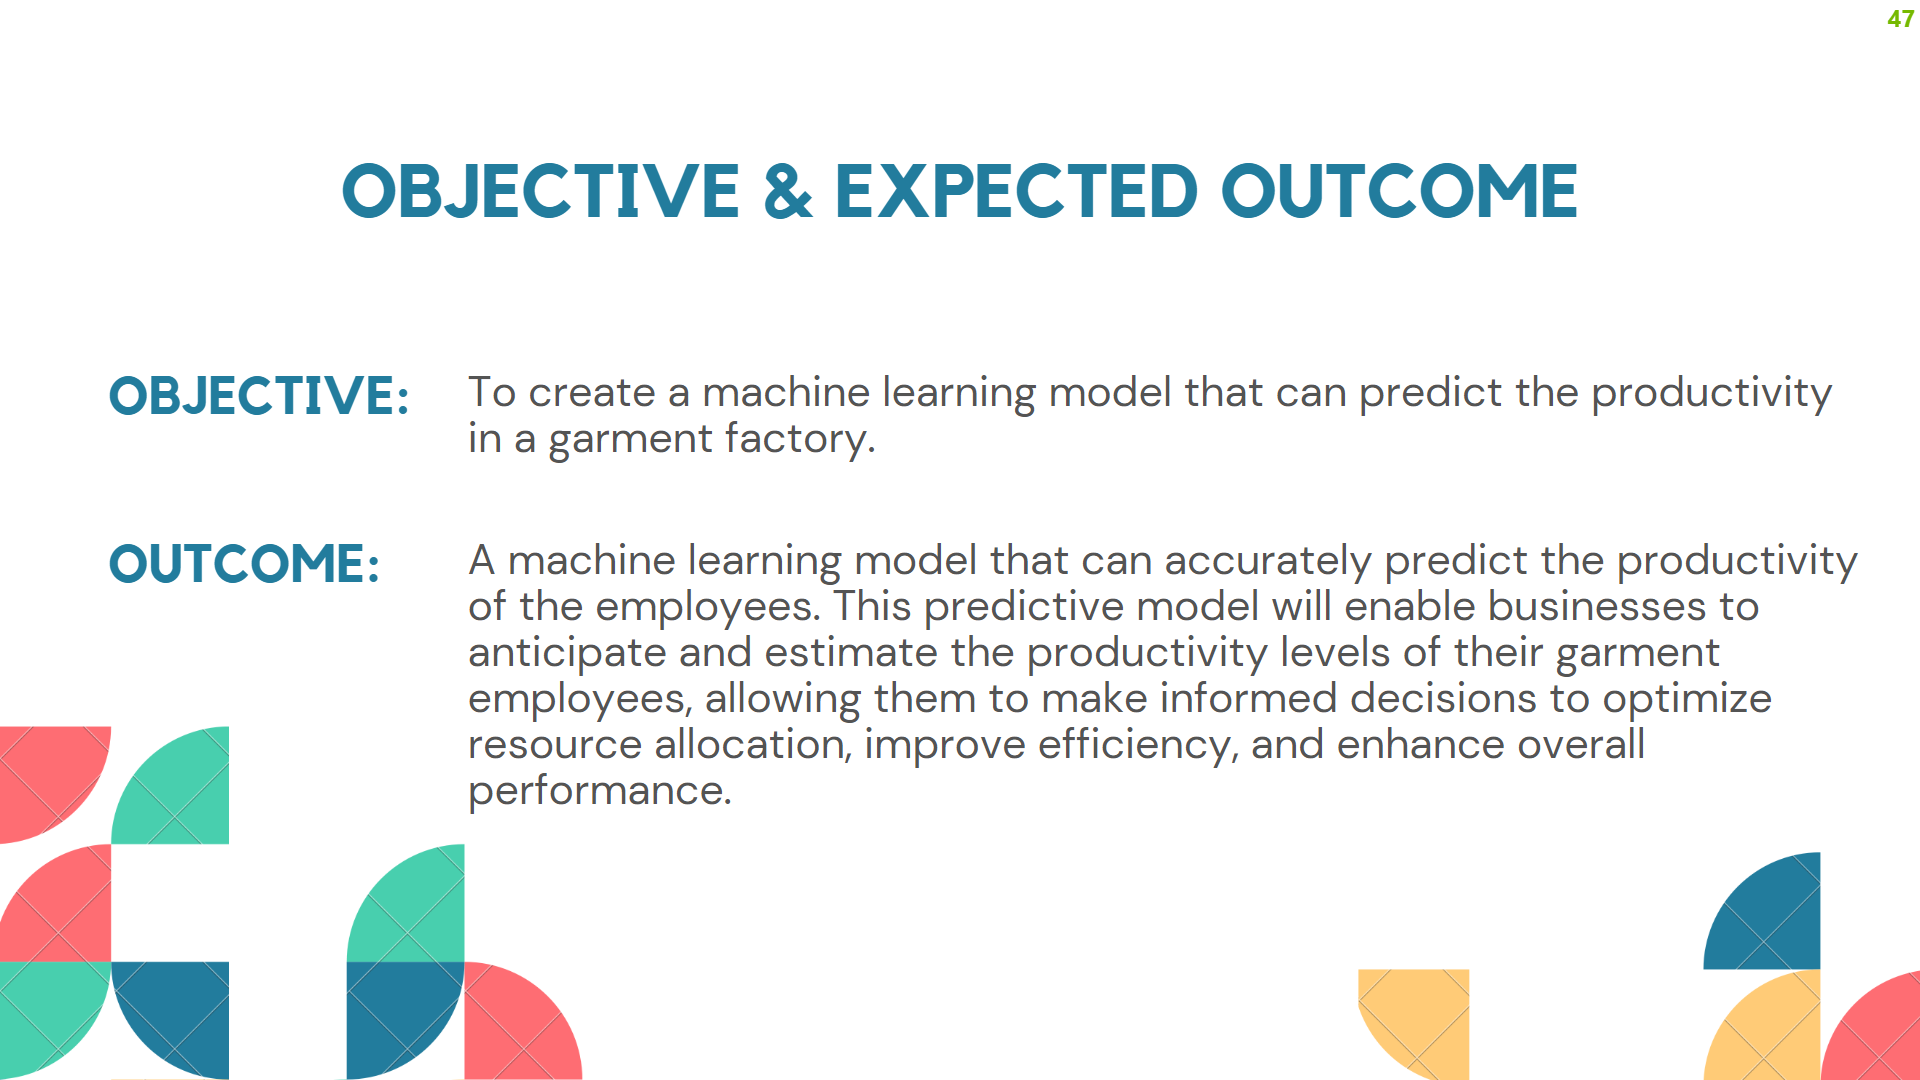 47
OBJECTIVE & EXPECTED OUTCOME
OBJECTIVE:
To create a machine learning model that can predict the productivity
in a garment factory.
OUTCOME:
A machine learning model that can accurately predict the productivity
of the employees. This predictive model will enable businesses to
anticipate and estimate the productivity levels of their garment
employees, allowing them to make informed decisions to optimize
resource allocation, improve efficiency, and enhance overall
performance.